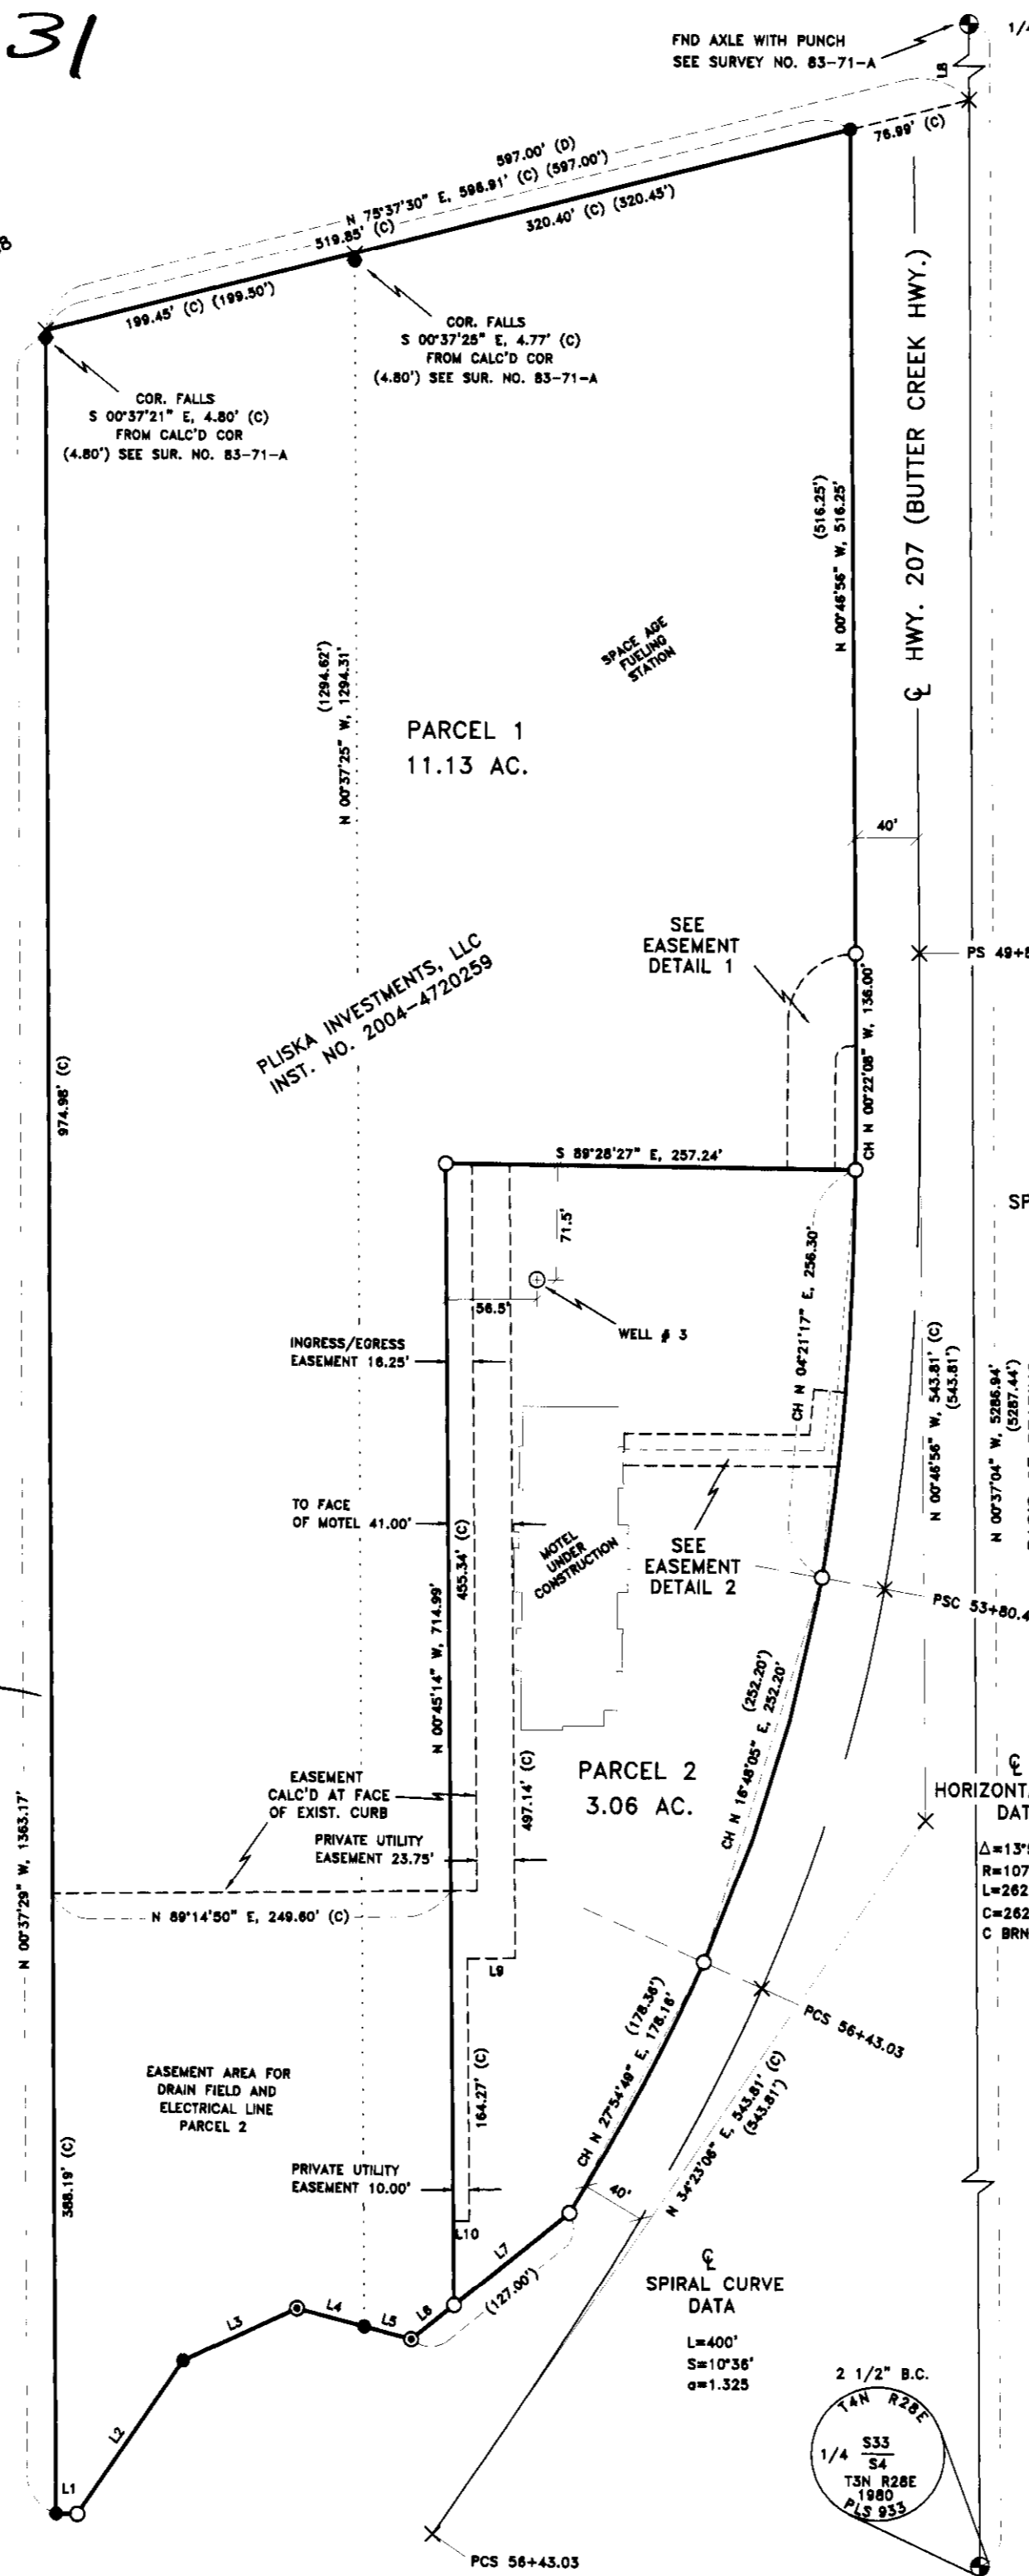 31
FND AXLE WITH PUNCH
SEE SURVEY NO. 83-71-A
1/4
L8
76.99' (C)
597.00' (D)
N 75°37'30" E, 596.91' (C) (597.00')
519.85' (C)
320.40' (C) (320.45')
199.45' (C) (199.50')
COR. FALLS
S 00°37'25" E, 4.77' (C)
FROM CALC'D COR
(4.80') SEE SUR. NO. 83-71-A
COR. FALLS
S 00°37'21" E, 4.80' (C)
FROM CALC'D COR
(4.80') SEE SUR. NO. 83-71-A
HWY. 207 (BUTTER CREEK HWY.)
(516.25')
N 00°46'56" W, 516.25'
SPACE AGE
FUELING
STATION
(1294.62')
N 00°37'25" W, 1294.31'
PARCEL 1
11.13 AC.
40'
SEE
EASEMENT
DETAIL 1
PS 49+8
PLISKA INVESTMENTS, LLC
INST. NO. 2004-4720259
974.98' (C)
CH N 00°22'08" W, 136.00'
S 89°28'27" E, 257.24'
71.5'
56.5'
WELL # 3
SP
INGRESS/EGRESS
EASEMENT 16.25'
CH N 04°21'17" E, 256.30'
N 00°46'56" W, 543.81' (C)
(543.81')
N 00°37'04" W, 5286.94'
(5287.44')
TO FACE
OF MOTEL 41.00'
455.34' (C)
N 00°45'14" W, 714.99'
MOTEL
UNDER
CONSTRUCTION
SEE
EASEMENT
DETAIL 2
PSC 53+80.4
(252.20')
CH N 16°48'05" E, 252.20'
PARCEL 2
3.06 AC.
EASEMENT
CALC'D AT FACE
OF EXIST. CURB
497.14' (C)
PRIVATE UTILITY
EASEMENT 23.75'
HORIZONTA
DAT
Δ=13°5
R=107
L=262
C=262
C BRN
N 00°37'29" W, 1363.17'
N 89°14'50" E, 249.60' (C)
L9
(178.36')
CH N 27°54'49" E, 178.16'
PCS 56+43.03
EASEMENT AREA FOR
DRAIN FIELD AND
ELECTRICAL LINE
PARCEL 2
164.27' (C)
388.19' (C)
PRIVATE UTILITY
EASEMENT 10.00'
N 34°23'06" E, 543.81' (C)
(543.81')
40'
L10
L7
(127.00')
L6
L5
L4
L3
L2
L1
SPIRAL CURVE
DATA
L=400'
S=10°36'
a=1.325
2 1/2" B.C.
T4N R28E
1/4 S33
S4
T3N R28E
1980
PLS 933
PCS 56+43.03